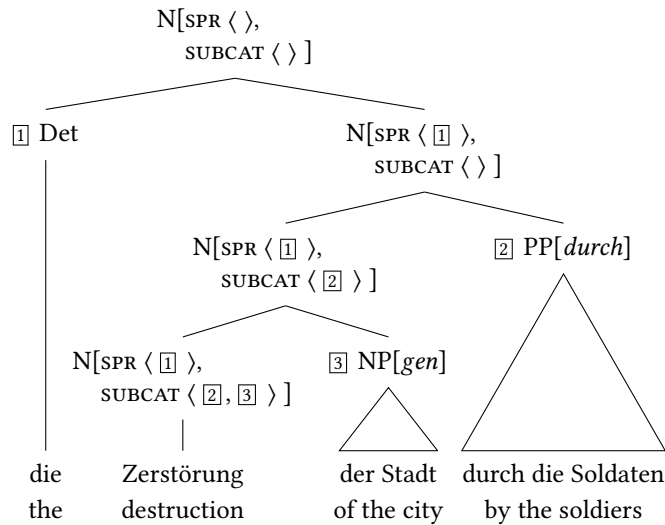 N[SPR ⟨ ⟩,
SUBCAT ⟨ ⟩ ]
1 Det
N[SPR ⟨ 1 ⟩,
SUBCAT ⟨ ⟩ ]
N[SPR ⟨ 1 ⟩,
SUBCAT ⟨ 2 ⟩ ]
2 PP[durch]
N[SPR ⟨ 1 ⟩,
SUBCAT ⟨ 2, 3 ⟩ ]
3 NP[gen]
die Zerstörung der Stadt durch die Soldaten
the destruction of the city by the soldiers